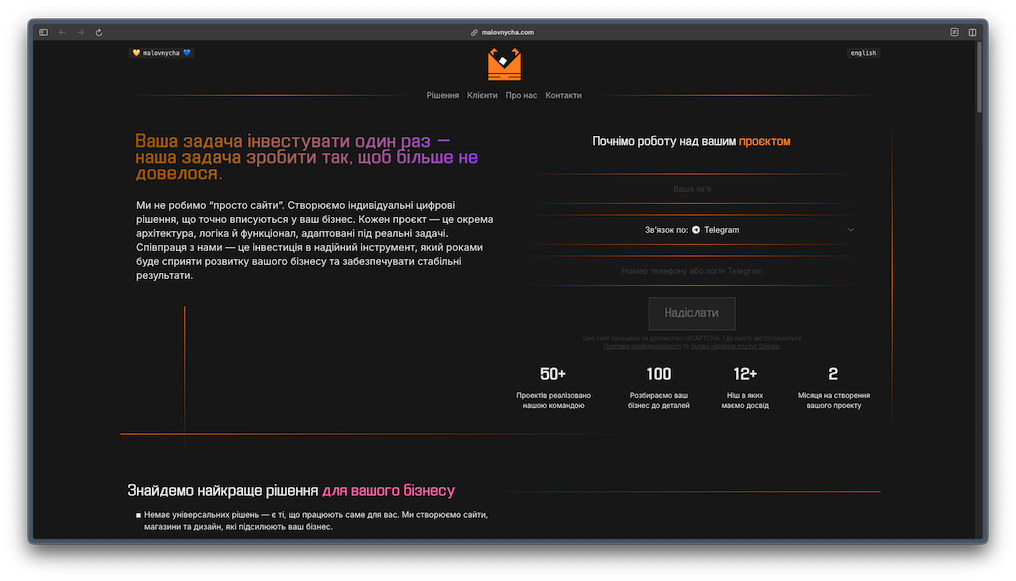 malovnycha.com
💛 malovnycha 💙
english
Рішення Клієнти Про нас Контакти
Ваша задача інвестувати один раз —
наша задача зробити так, щоб більше не
довелося.
Ми не робимо “просто сайти”. Створюємо індивідуальні цифрові
рішення, що точно вписуються у ваш бізнес. Кожен проєкт — це окрема
архітектура, логіка й функціонал, адаптовані під реальні задачі.
Співпраця з нами — це інвестиція в надійний інструмент, який роками
буде сприяти розвитку вашого бізнесу та забезпечувати стабільні
результати.
Почнімо роботу над вашим проєктом
Ваше ім'я
Зв'язок по: Telegram
Номер телефону або логін Telegram
Надіслати
Цей сайт захищено за допомогою reCAPTCHA, і до нього застосовуються
Політика конфіденційності та Умови надання послуг Google.
50+
Проектів реалізовано
нашою командою
100
Розбираємо ваш
бізнес до деталей
12+
Ніш в яких
маємо досвід
2
Місяця на створення
вашого проекту
Знайдемо найкраще рішення для вашого бізнесу
Немає універсальних рішень — є ті, що працюють саме для вас. Ми створюємо сайти,
магазини та дизайн, які підсилюють ваш бізнес.